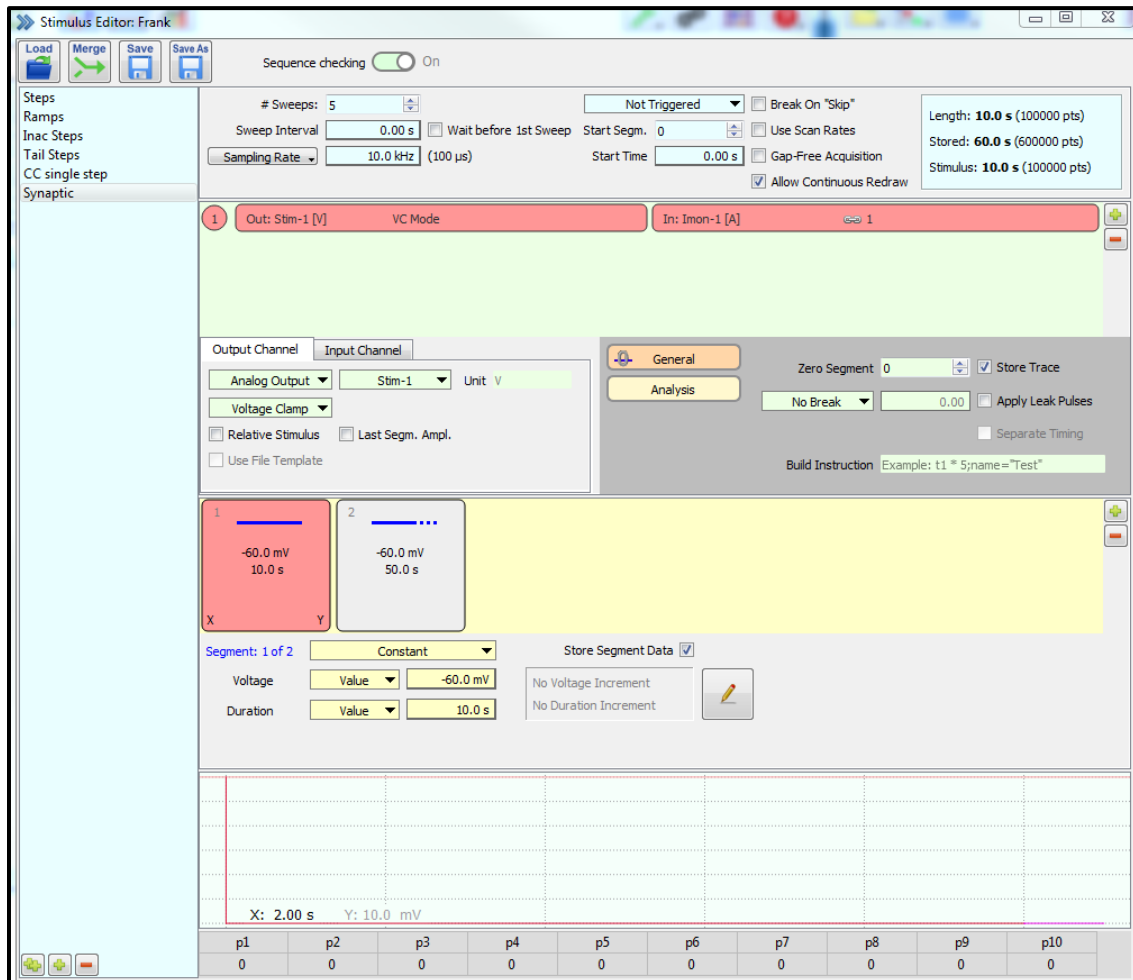 Stimulus Editor: Frank
Load Merge Save Save As
Sequence checking On
Steps
Ramps
Inac Steps
Tail Steps
CC single step
Synaptic
# Sweeps: 5 Not Triggered Break On "Skip"
Sweep Interval 0.00 s Wait before 1st Sweep Start Segm. 0 Use Scan Rates
Sampling Rate 10.0 kHz (100 µs) Start Time 0.00 s Gap-Free Acquisition
Allow Continuous Redraw
Length: 10.0 s (100000 pts)
Stored: 60.0 s (600000 pts)
Stimulus: 10.0 s (100000 pts)
1 Out: Stim-1 [V] VC Mode In: Imon-1 [A] 1
Output Channel Input Channel
Analog Output Stim-1 Unit V
Voltage Clamp
Relative Stimulus Last Segm. Ampl.
Use File Template
General
Analysis
Zero Segment 0 Store Trace
No Break 0.00 Apply Leak Pulses
Separate Timing
Build Instruction Example: t1 * 5;name="Test"
1 2
-60.0 mV -60.0 mV
10.0 s 50.0 s
X Y
Segment: 1 of 2 Constant Store Segment Data
Voltage Value -60.0 mV No Voltage Increment
Duration Value 10.0 s No Duration Increment
X: 2.00 s Y: 10.0 mV
p1 p2 p3 p4 p5 p6 p7 p8 p9 p10
0 0 0 0 0 0 0 0 0 0